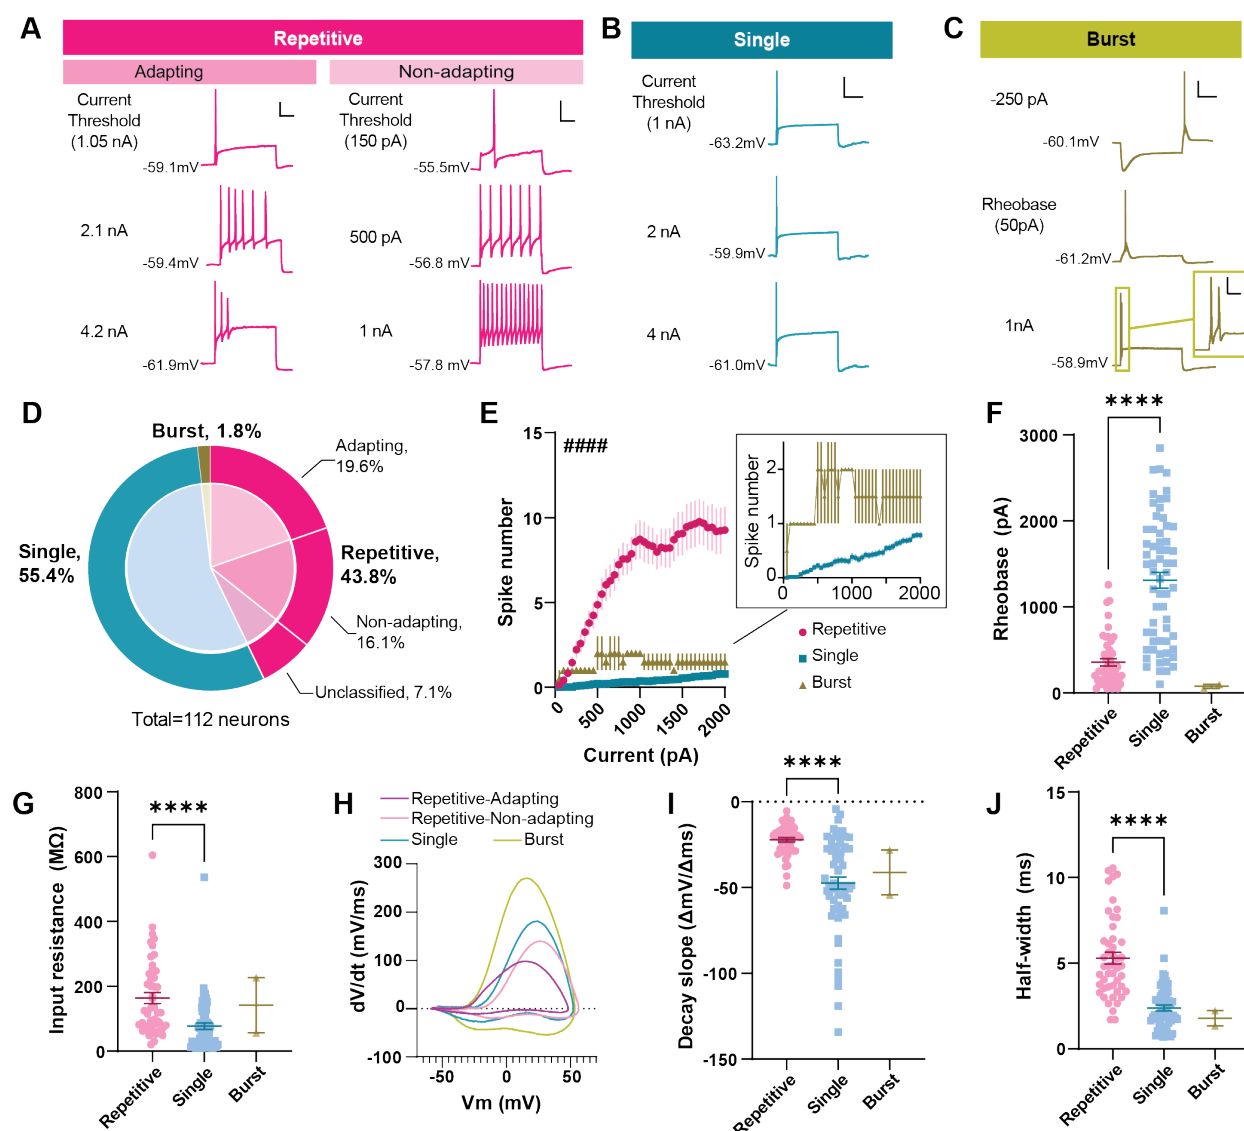 A
Repetitive
Adapting
Non-adapting
Current
Threshold
(1.05 nA)
-59.1mV
2.1 nA
-59.4mV
4.2 nA
-61.9mV
Current
Threshold
(150 pA)
-55.5mV
500 pA
-56.8 mV
1 nA
-57.8 mV
B
Single
Current
Threshold
(1 nA)
-63.2mV
2 nA
-59.9mV
4 nA
-61.0mV
C
Burst
-250 pA
-60.1mV
Rheobase
(50pA)
-61.2mV
1nA
-58.9mV
D
Burst, 1.8%
Adapting,
19.6%
Single,
55.4%
Repetitive,
43.8%
Non-adapting,
16.1%
Unclassified, 7.1%
Total=112 neurons
E
####
Spike number
15
10
5
0
0
500
1000
1500
2000
Current (pA)
Spike number
2
1
0
0
1000
2000
Repetitive
Single
Burst
F
****
Rheobase (pA)
3000
2000
1000
0
Repetitive
Single
Burst
G
****
Input resistance (MΩ)
800
600
400
200
0
Repetitive
Single
Burst
H
Repetitive-Adapting
Repetitive-Non-adapting
Single
Burst
dV/dt (mV/ms)
300
200
100
0
-100
-50
0
50
Vm (mV)
I
****
Decay slope (ΔmV/Δms)
0
-50
-100
-150
Repetitive
Single
Burst
J
****
Half-width (ms)
15
10
5
0
Repetitive
Single
Burst